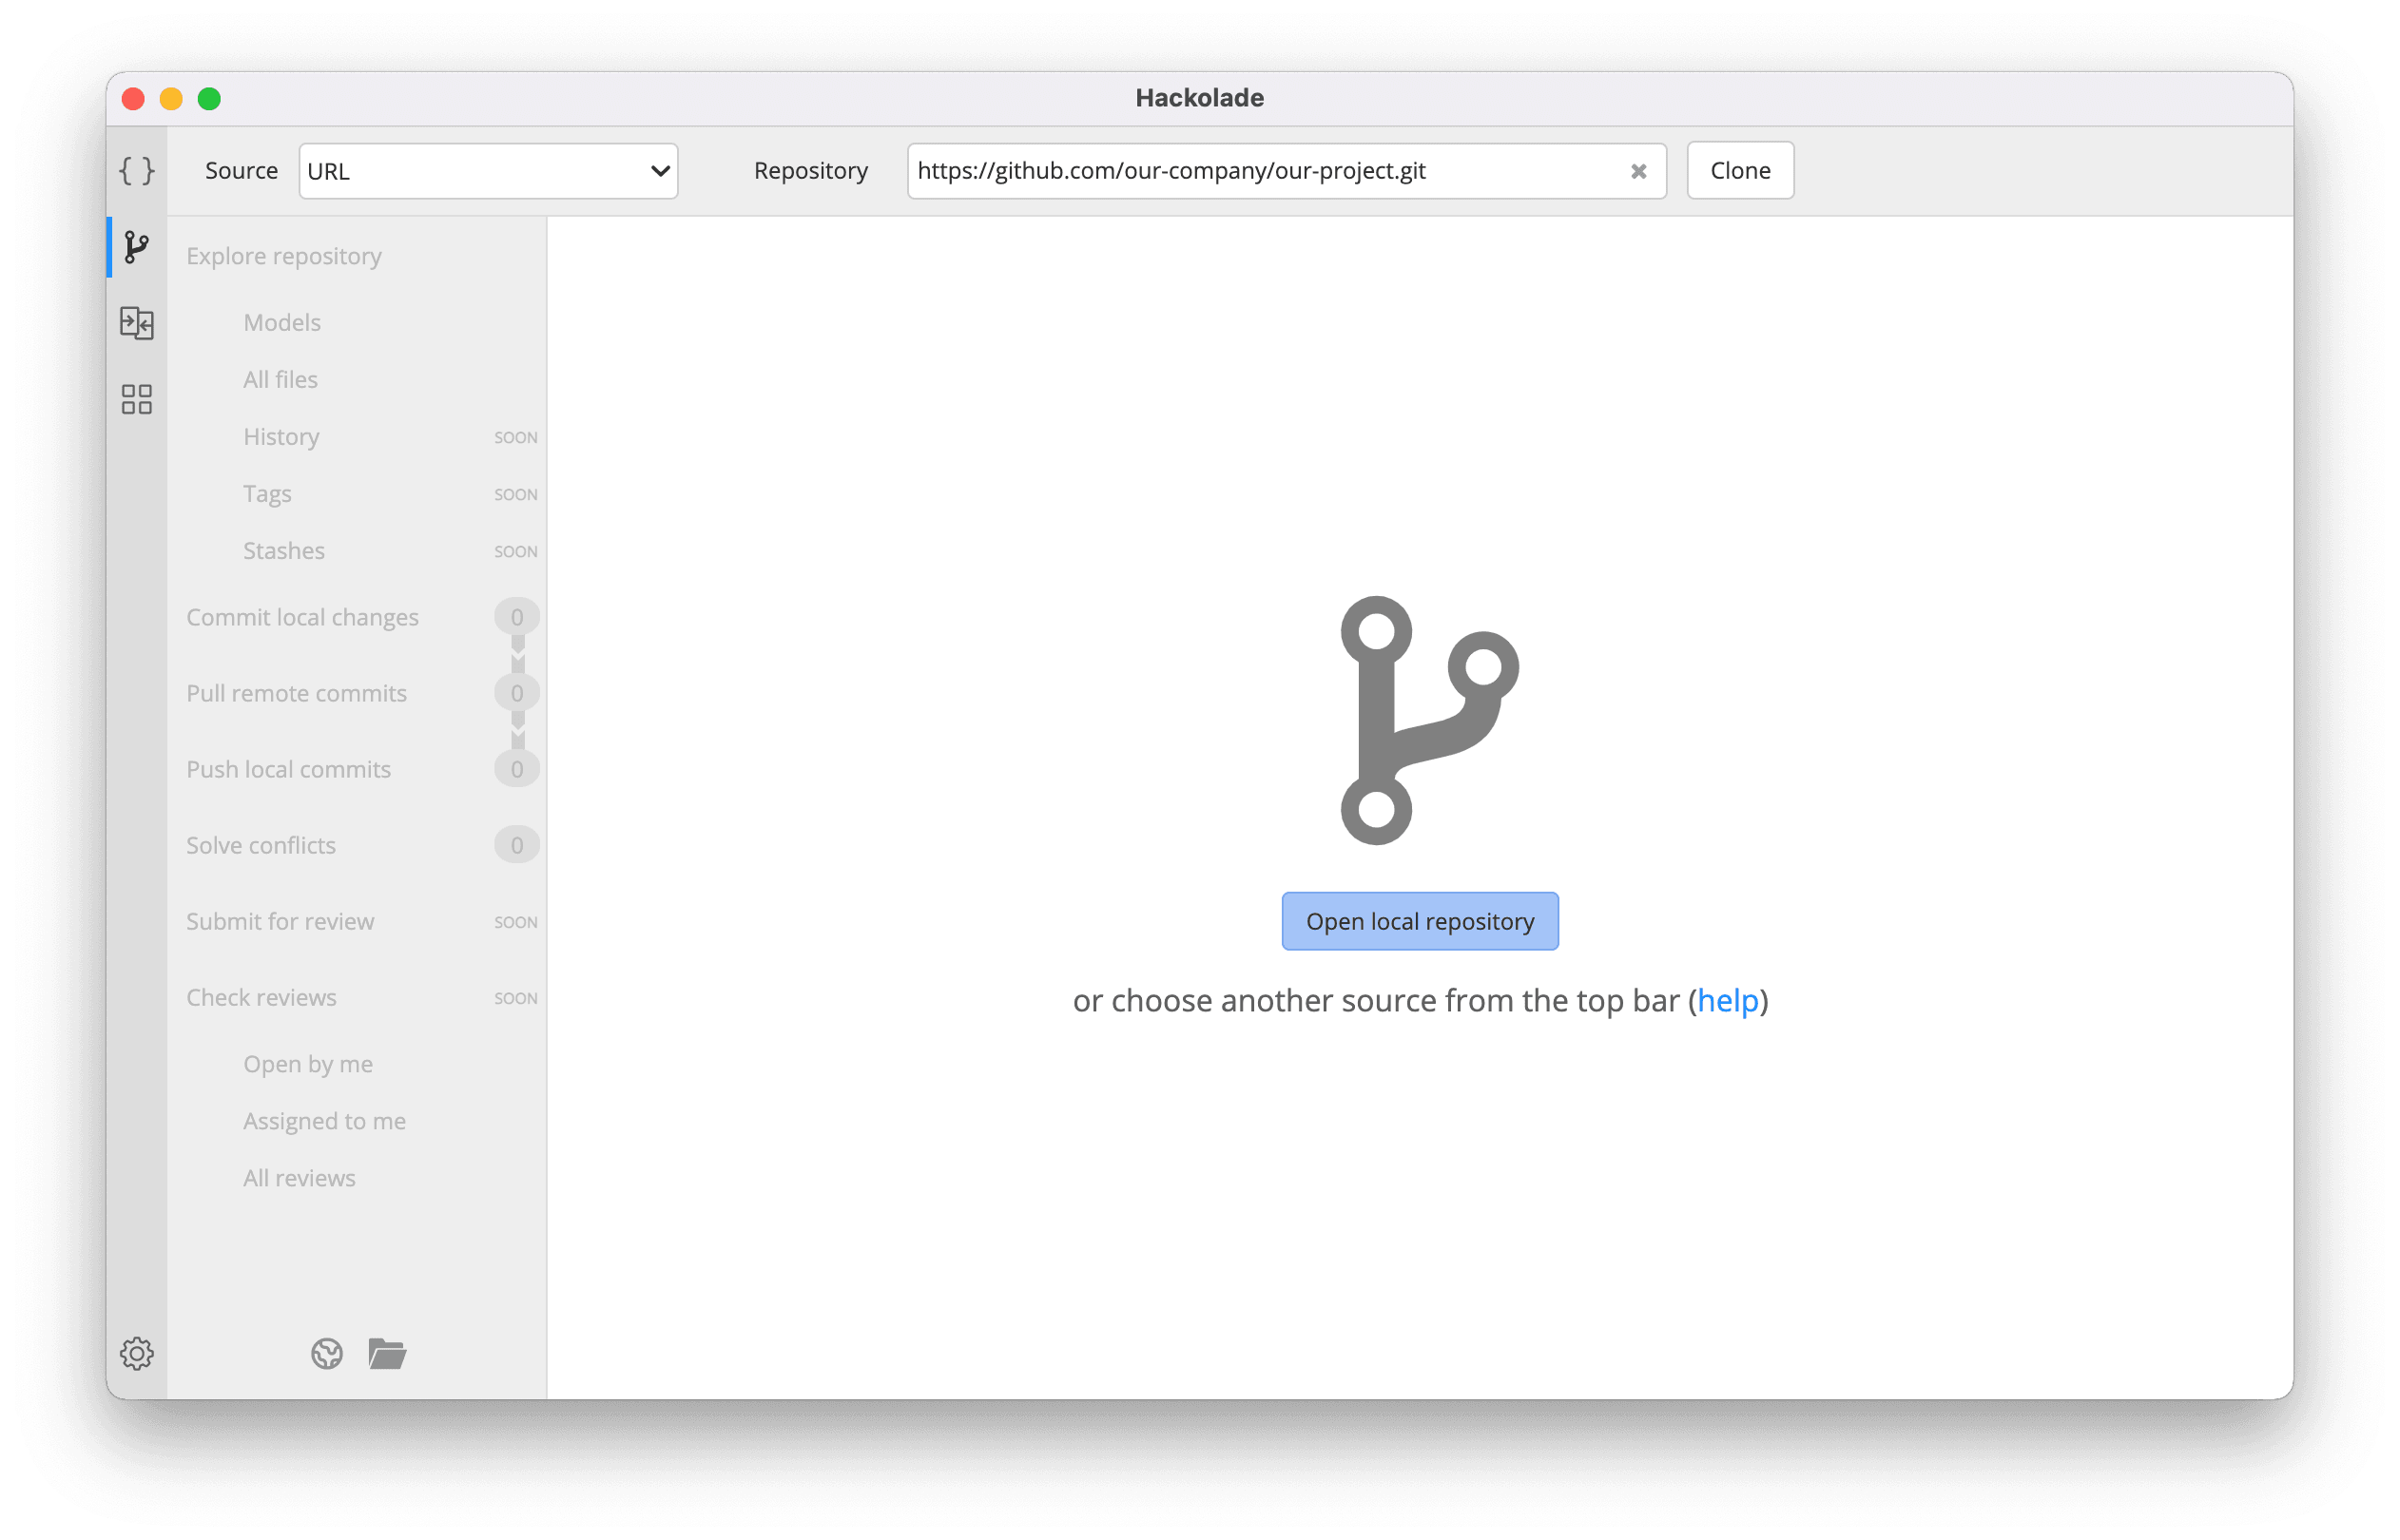 Hackolade
Source URL Repository https://github.com/our-company/our-project.git Clone
Explore repository
Models
All files
History SOON
Tags SOON
Stashes SOON
Commit local changes 0
Pull remote commits 0
Push local commits 0
Solve conflicts 0
Submit for review SOON
Check reviews SOON
Open by me
Assigned to me
All reviews
Open local repository
or choose another source from the top bar (help)